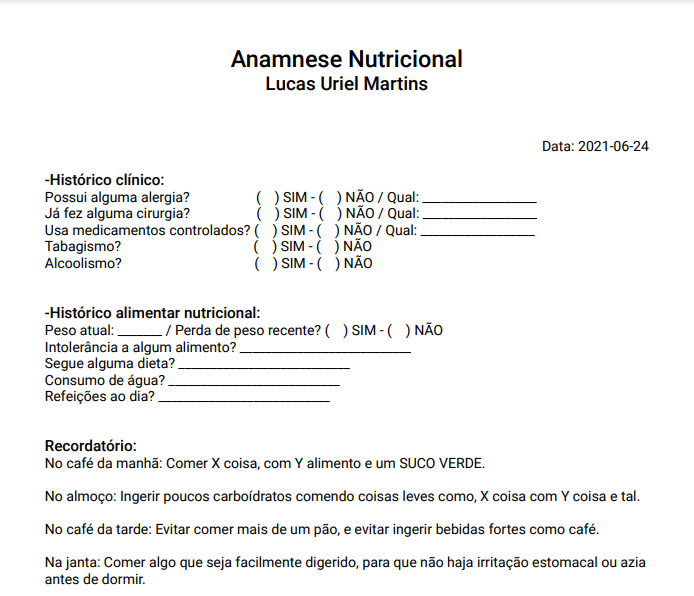 Anamnese Nutricional
Lucas Uriel Martins
Data: 2021-06-24
-Histórico clínico:
Possui alguma alergia? (   ) SIM - (   ) NÃO / Qual: ________________
Já fez alguma cirurgia? (   ) SIM - (   ) NÃO / Qual: ________________
Usa medicamentos controlados? (   ) SIM - (   ) NÃO / Qual: ________________
Tabagismo? (   ) SIM - (   ) NÃO
Alcoolismo? (   ) SIM - (   ) NÃO
-Histórico alimentar nutricional:
Peso atual: ______ / Perda de peso recente? (   ) SIM - (   ) NÃO
Intolerância a algum alimento? ________________________
Segue alguma dieta? ________________________
Consumo de água? ________________________
Refeições ao dia? ________________________
Recordatório:
No café da manhã: Comer X coisa, com Y alimento e um SUCO VERDE.
No almoço: Ingerir poucos carboídratos comendo coisas leves como, X coisa com Y coisa e tal.
No café da tarde: Evitar comer mais de um pão, e evitar ingerir bebidas fortes como café.
Na janta: Comer algo que seja facilmente digerido, para que não haja irritação estomacal ou azia
antes de dormir.